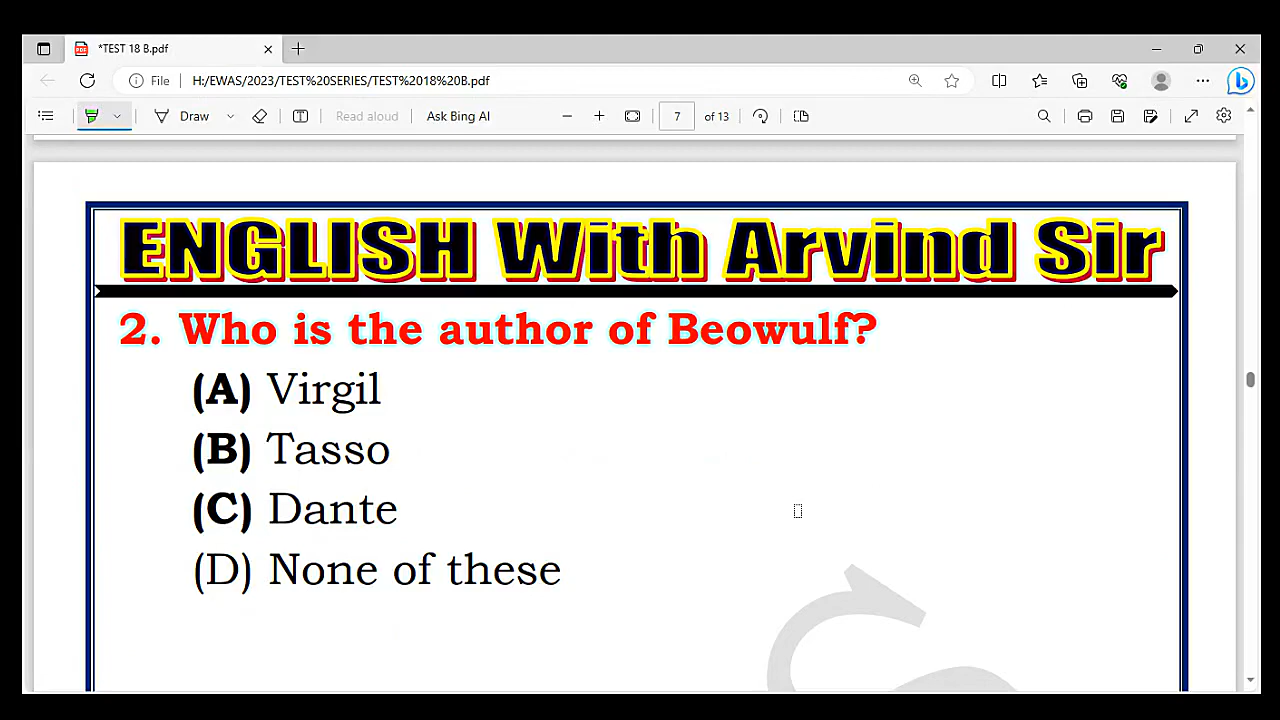 *TEST 18 B.pdf
File
H:/EWAS/2023/TEST%20SERIES/TEST%2018%20B.pdf
Draw
Read aloud
Ask Bing AI
7
of 13
ENGLISH With Arvind Sir
2. Who is the author of Beowulf?
(A) Virgil
(B) Tasso
(C) Dante
(D) None of these